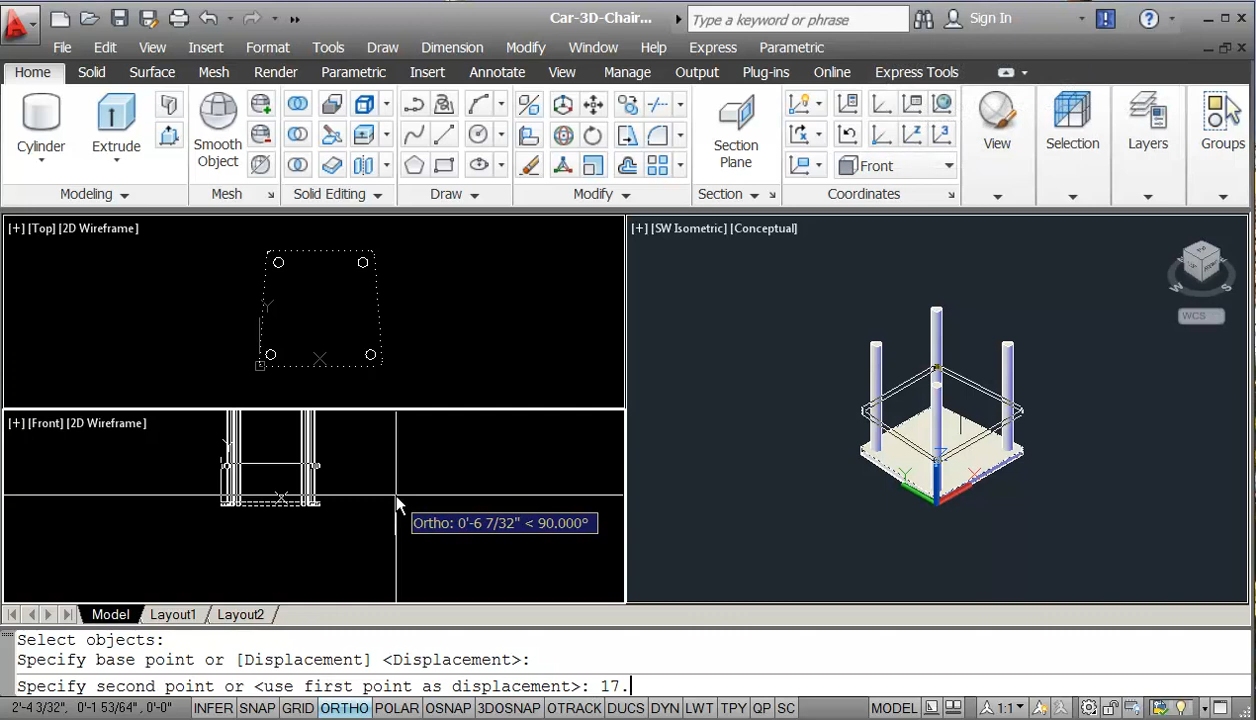 Car-3D-Chair...
Type a keyword or phrase
Sign In
File Edit View Insert Format Tools Draw Dimension Modify Window Help Express Parametric
Home Solid Surface Mesh Render Parametric Insert Annotate View Manage Output Plug-ins Online Express Tools
Cylinder
Extrude
Smooth
Object
Section
Plane
Front
View
Selection
Layers
Groups
Modeling
Mesh
Solid Editing
Draw
Modify
Section
Coordinates
[+] [Top] [2D Wireframe]
Y
X
[+] [SW Isometric] [Conceptual]
W
S
WCS
Y
X
[+] [Front] [2D Wireframe]
Y
X
Ortho: 0'-6 7/32" < 90.000°
Model Layout1 Layout2
Select objects:
Specify base point or [Displacement] <Displacement>:
Specify second point or <use first point as displacement>: 17.
2'-4 3/32", 0'-1 53/64", 0'-0" INFER SNAP GRID ORTHO POLAR OSNAP 3DOSNAP OTRACK DUCS DYN LWT TPY QP SC MODEL 1:1